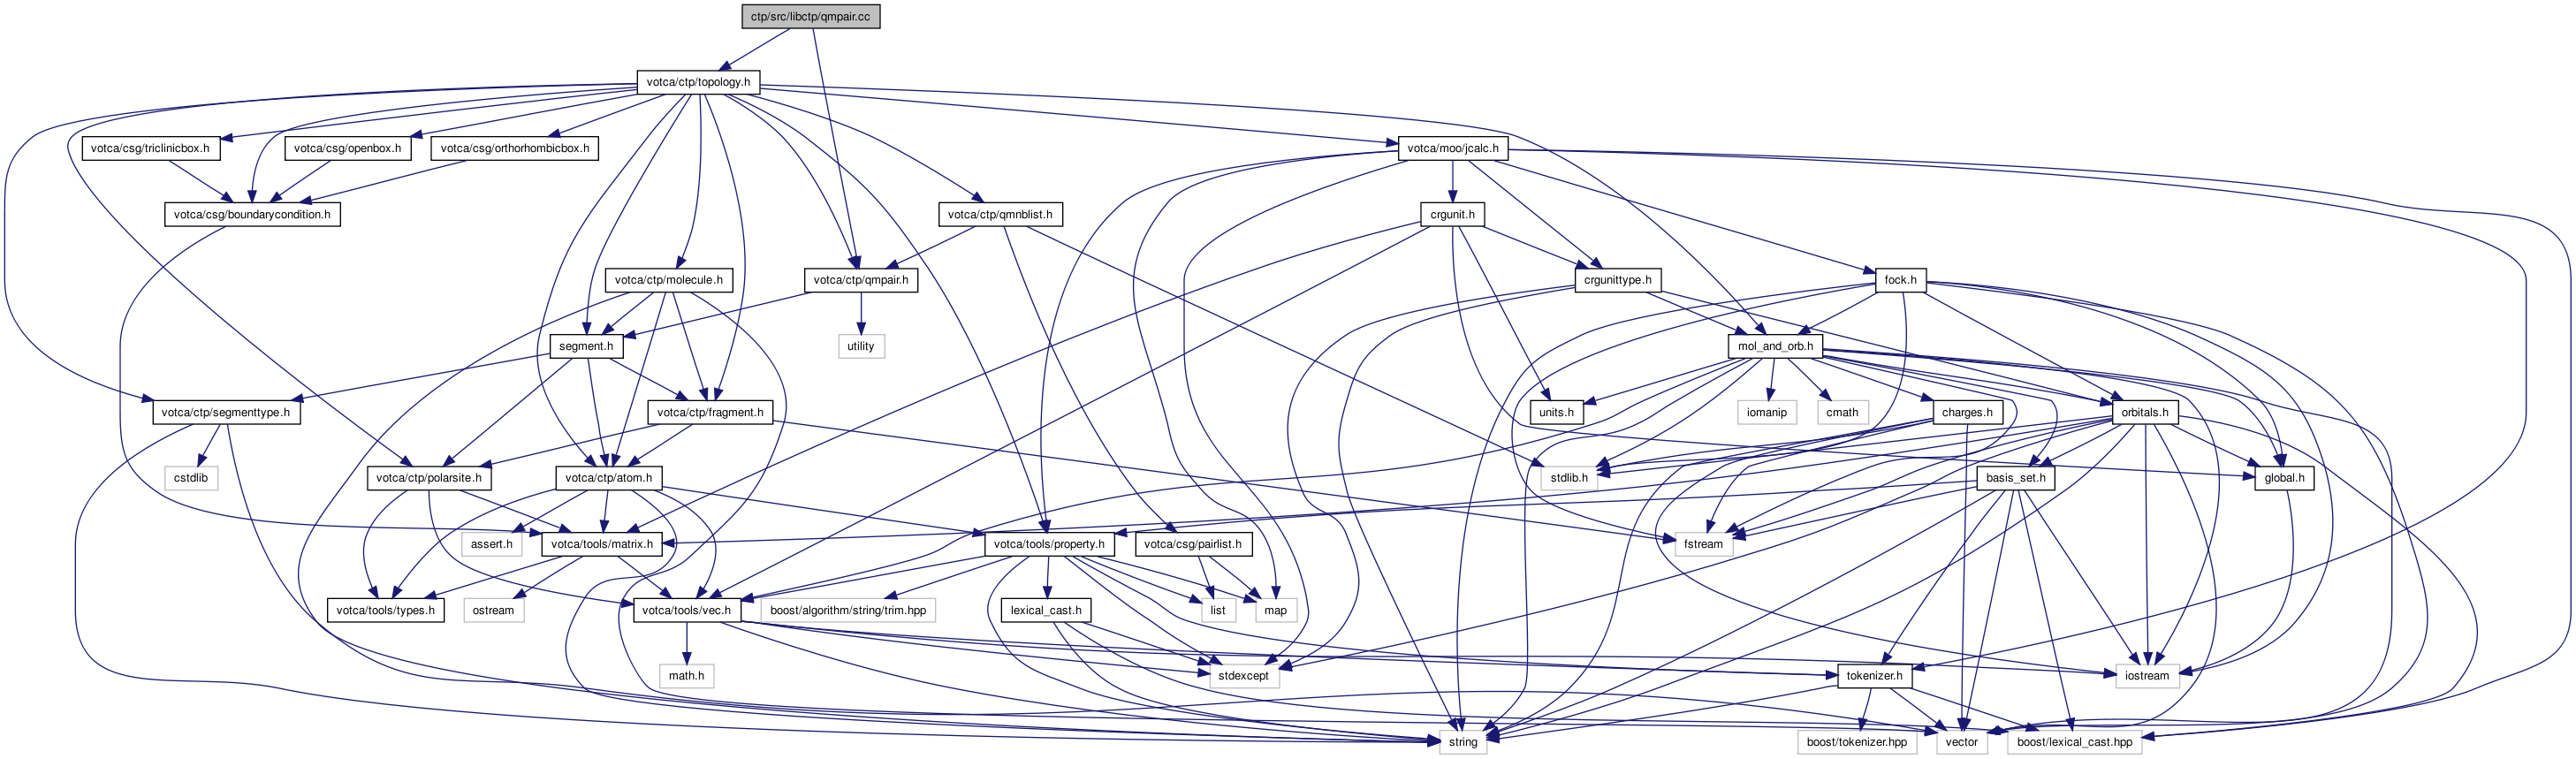 ctp/src/libctp/qmpair.cc
votca/ctp/topology.h
votca/csg/triclinicbox.h
votca/csg/openbox.h
votca/csg/orthorhombicbox.h
votca/moo/jcalc.h
votca/csg/boundarycondition.h
votca/ctp/qmnblist.h
crgunit.h
votca/ctp/molecule.h
votca/ctp/qmpair.h
crgunittype.h
fock.h
segment.h
utility
mol_and_orb.h
votca/ctp/segmenttype.h
votca/ctp/fragment.h
units.h
iomanip
cmath
charges.h
orbitals.h
cstdlib
votca/ctp/polarsite.h
votca/ctp/atom.h
stdlib.h
basis_set.h
global.h
assert.h
votca/tools/matrix.h
votca/tools/property.h
votca/csg/pairlist.h
fstream
votca/tools/types.h
ostream
votca/tools/vec.h
boost/algorithm/string/trim.hpp
lexical_cast.h
list
map
math.h
stdexcept
tokenizer.h
iostream
string
boost/tokenizer.hpp
vector
boost/lexical_cast.hpp